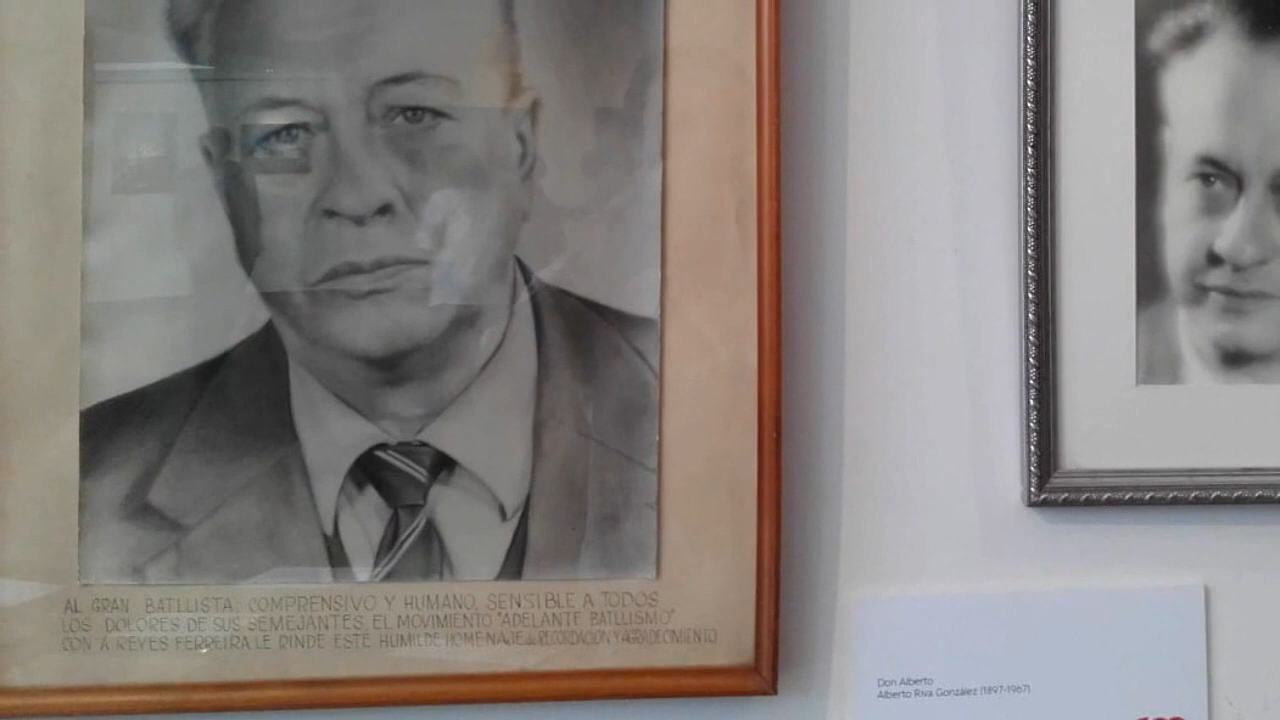 AL GRAN BATLLISTA: COMPRENSIVO Y HUMANO, SENSIBLE A TODOS
LOS DOLORES DE SUS SEMEJANTES, EL MOVIMIENTO "ADELANTE BATLLISMO"
CON A REYES FERREIRA LE RINDE ESTE HUMILDE HOMENAJE de RECORDACION Y AGRADECIMIENTO
Don Alberto
Alberto Riva González (1897-1967)